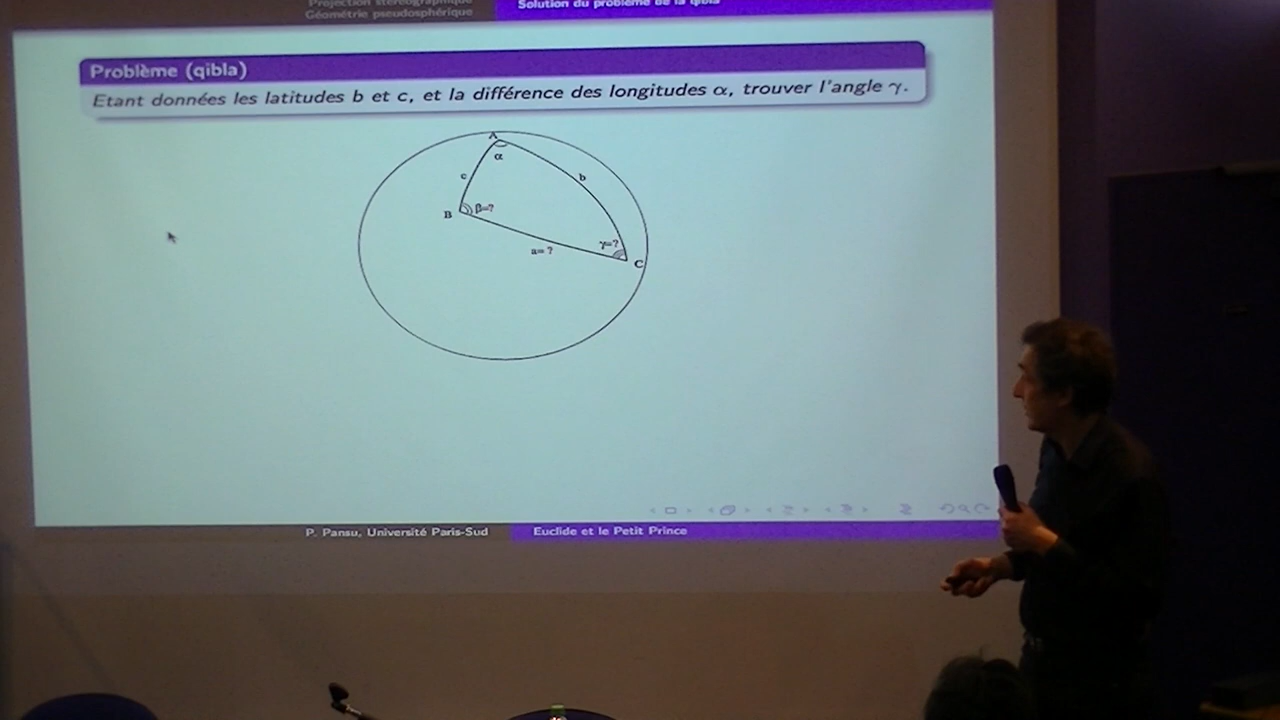 Projection stéréographique
Géométrie pseudosphérique
Solution du problème de la qibla
Problème (qibla)
Etant données les latitudes b et c, et la différence des longitudes α, trouver l'angle γ.
A
α
c
b
B
β=?
γ=?
a= ?
C
P. Pansu, Université Paris-Sud
Euclide et le Petit Prince